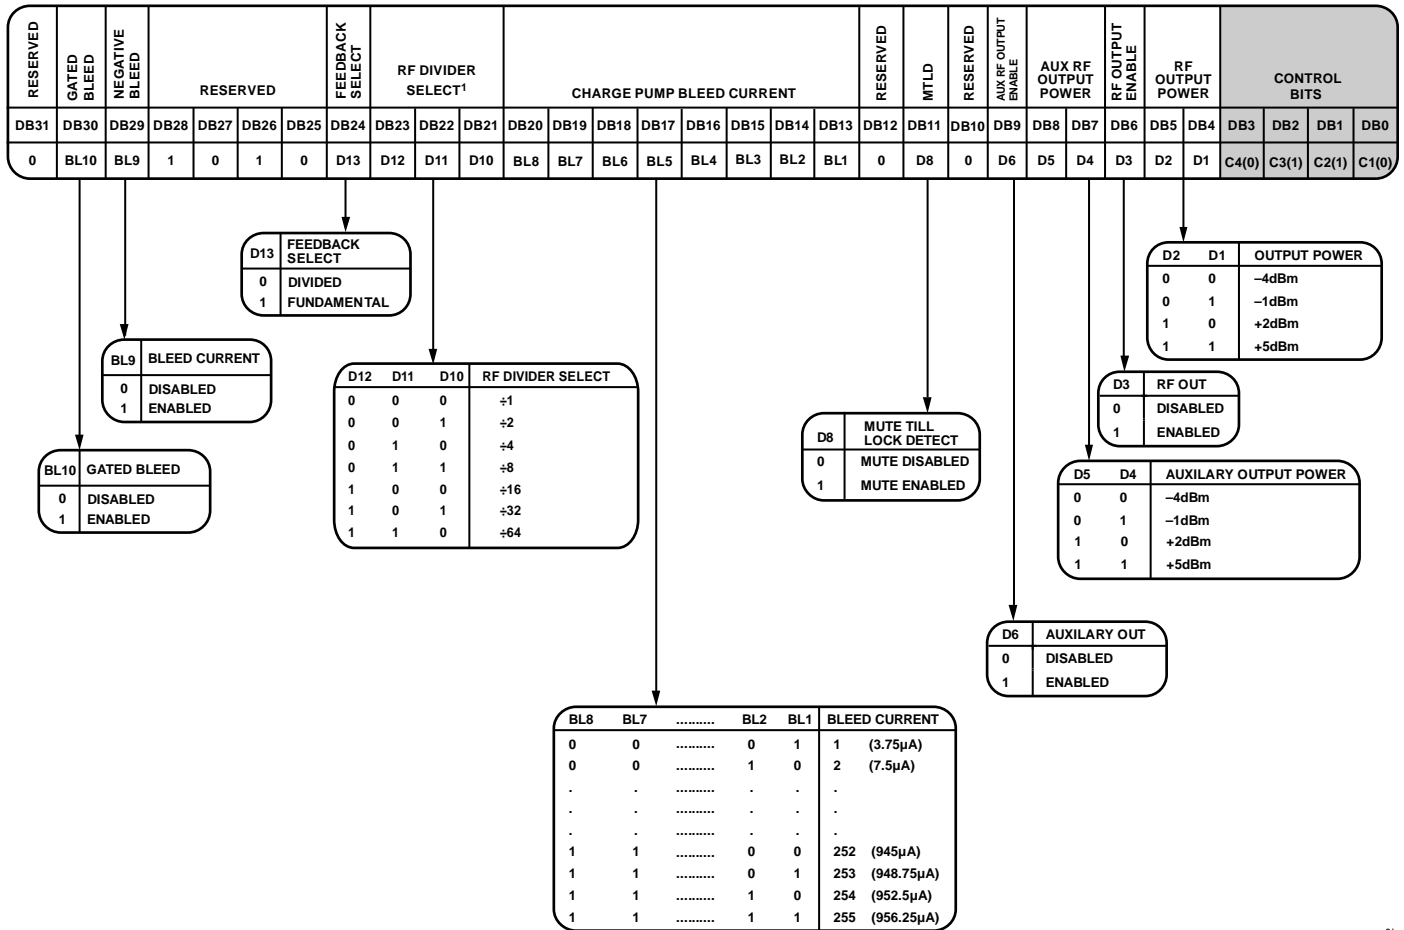 RESERVED
GATED BLEED
NEGATIVE BLEED
RESERVED
FEEDBACK SELECT
RF DIVIDER SELECT1
CHARGE PUMP BLEED CURRENT
RESERVED
MTLD
RESERVED
AUX RF OUTPUT ENABLE
AUX RF OUTPUT POWER
RF OUTPUT ENABLE
RF OUTPUT POWER
CONTROL BITS
DB31 DB30 DB29 DB28 DB27 DB26 DB25 DB24 DB23 DB22 DB21 DB20 DB19 DB18 DB17 DB16 DB15 DB14 DB13 DB12 DB11 DB10 DB9 DB8 DB7 DB6 DB5 DB4 DB3 DB2 DB1 DB0
0 BL10 BL9 1 0 1 0 D13 D12 D11 D10 BL8 BL7 BL6 BL5 BL4 BL3 BL2 BL1 0 D8 0 D6 D5 D4 D3 D2 D1 C4(0) C3(1) C2(1) C1(0)
D13 FEEDBACK SELECT
0 DIVIDED
1 FUNDAMENTAL
D2 D1 OUTPUT POWER
0 0 –4dBm
0 1 –1dBm
1 0 +2dBm
1 1 +5dBm
BL9 BLEED CURRENT
0 DISABLED
1 ENABLED
D12 D11 D10 RF DIVIDER SELECT
0 0 0 ÷1
0 0 1 ÷2
0 1 0 ÷4
0 1 1 ÷8
1 0 0 ÷16
1 0 1 ÷32
1 1 0 ÷64
D3 RF OUT
0 DISABLED
1 ENABLED
D8 MUTE TILL LOCK DETECT
0 MUTE DISABLED
1 MUTE ENABLED
BL10 GATED BLEED
0 DISABLED
1 ENABLED
D5 D4 AUXILARY OUTPUT POWER
0 0 –4dBm
0 1 –1dBm
1 0 +2dBm
1 1 +5dBm
D6 AUXILARY OUT
0 DISABLED
1 ENABLED
BL8 BL7 .......... BL2 BL1 BLEED CURRENT
0 0 .......... 0 1 1 (3.75µA)
0 0 .......... 1 0 2 (7.5µA)
. . .......... . . .
. . .......... . . .
. . .......... . . .
1 1 .......... 0 0 252 (945µA)
1 1 .......... 0 1 253 (948.75µA)
1 1 .......... 1 0 254 (952.5µA)
1 1 .......... 1 1 255 (956.25µA)